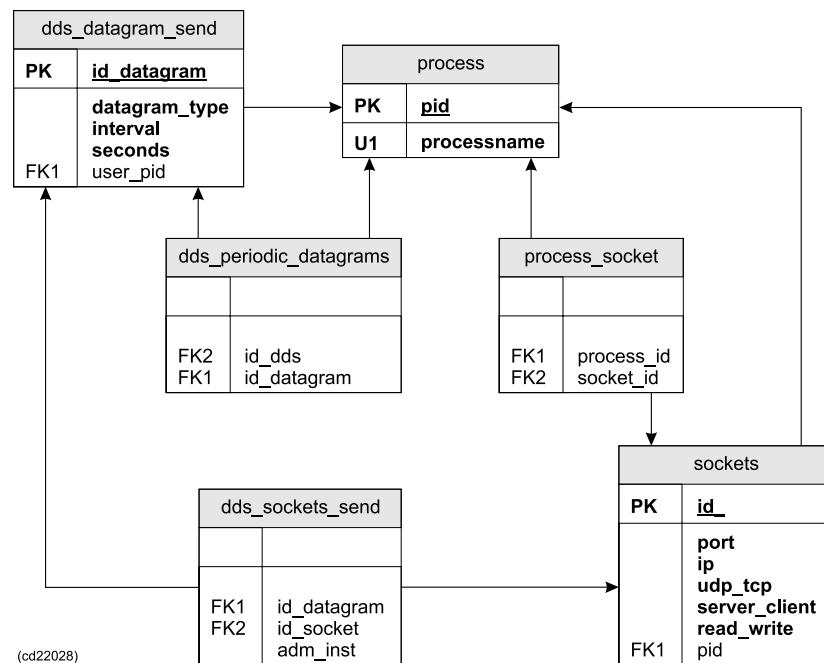 dds_datagram_send
PK id_datagram
datagram_type
interval
seconds
FK1 user_pid
process
PK pid
U1 processname
dds_periodic_datagrams
FK2 id_dds
FK1 id_datagram
process_socket
FK1 process_id
FK2 socket_id
dds_sockets_send
FK1 id_datagram
FK2 id_socket
adm_inst
sockets
PK id_
port
ip
udp_tcp
server_client
read_write
FK1 pid
(cd22028)